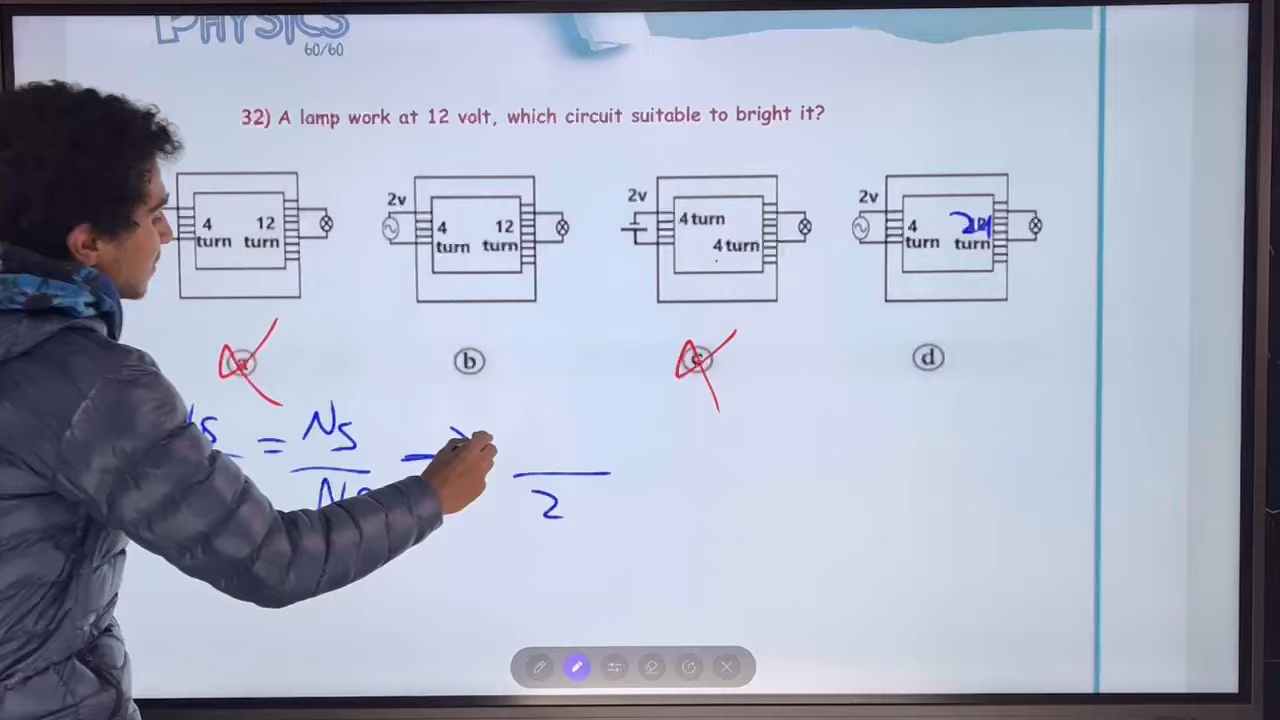 PHYSICS
60/60
32) A lamp work at 12 volt, which circuit suitable to bright it?
4 turn 12 turn
2v 4 turn 12 turn
2v 4 turn 4 turn
2v 4 turn 24 turn
a b c d
= Ns →
2